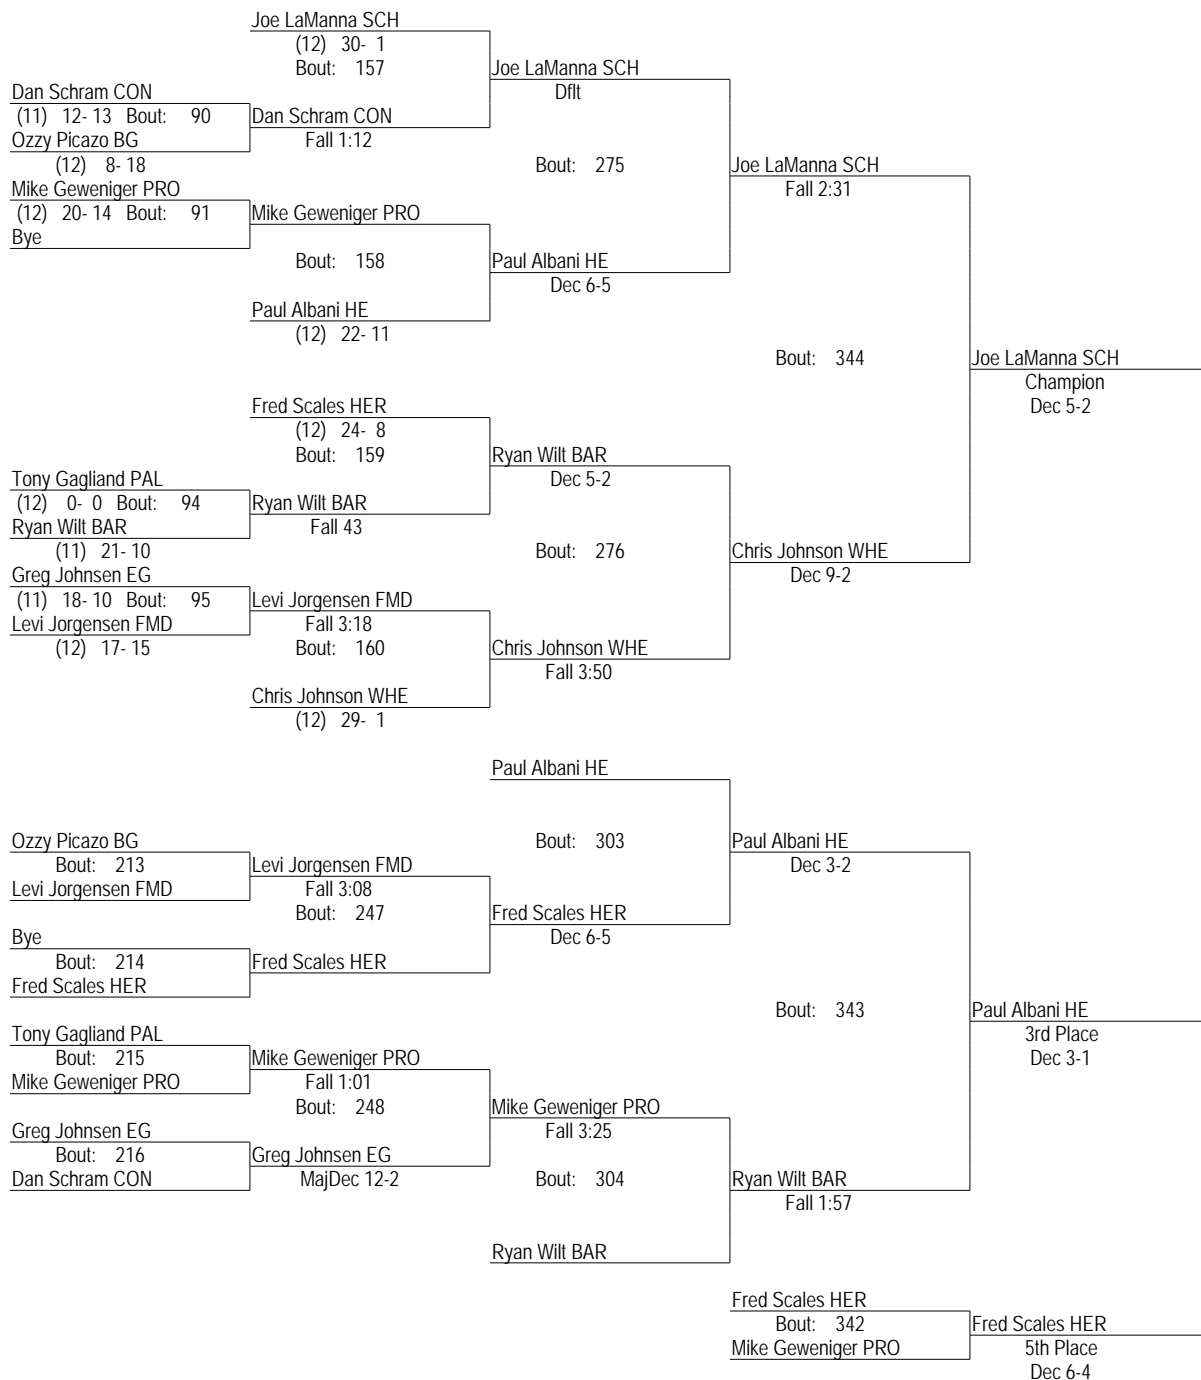 Joe LaManna SCH
(12) 30- 1
Bout: 157
Joe LaManna SCH
Dflt
Dan Schram CON
(11) 12- 13 Bout: 90
Dan Schram CON
Fall 1:12
Ozzy Picazo BG
(12) 8- 18
Bout: 275
Joe LaManna SCH
Fall 2:31
Mike Geweniger PRO
(12) 20- 14 Bout: 91
Mike Geweniger PRO
Bye
Bout: 158
Paul Albani HE
Dec 6-5
Paul Albani HE
(12) 22- 11
Bout: 344
Joe LaManna SCH
Champion
Dec 5-2
Fred Scales HER
(12) 24- 8
Bout: 159
Ryan Wilt BAR
Dec 5-2
Tony Gagliand PAL
(12) 0- 0 Bout: 94
Ryan Wilt BAR
Fall 43
Ryan Wilt BAR
(11) 21- 10
Bout: 276
Chris Johnson WHE
Dec 9-2
Greg Johnsen EG
(11) 18- 10 Bout: 95
Levi Jorgensen FMD
Fall 3:18
Levi Jorgensen FMD
(12) 17- 15
Bout: 160
Chris Johnson WHE
Fall 3:50
Chris Johnson WHE
(12) 29- 1
Paul Albani HE
Ozzy Picazo BG
Bout: 303
Paul Albani HE
Dec 3-2
Bout: 213
Levi Jorgensen FMD
Fall 3:08
Levi Jorgensen FMD
Bout: 247
Fred Scales HER
Dec 6-5
Bye
Bout: 214
Fred Scales HER
Fred Scales HER
Bout: 343
Paul Albani HE
3rd Place
Dec 3-1
Tony Gagliand PAL
Bout: 215
Mike Geweniger PRO
Fall 1:01
Mike Geweniger PRO
Bout: 248
Mike Geweniger PRO
Fall 3:25
Greg Johnsen EG
Bout: 216
Greg Johnsen EG
MajDec 12-2
Dan Schram CON
Bout: 304
Ryan Wilt BAR
Fall 1:57
Ryan Wilt BAR
Fred Scales HER
Bout: 342
Fred Scales HER
5th Place
Dec 6-4
Mike Geweniger PRO